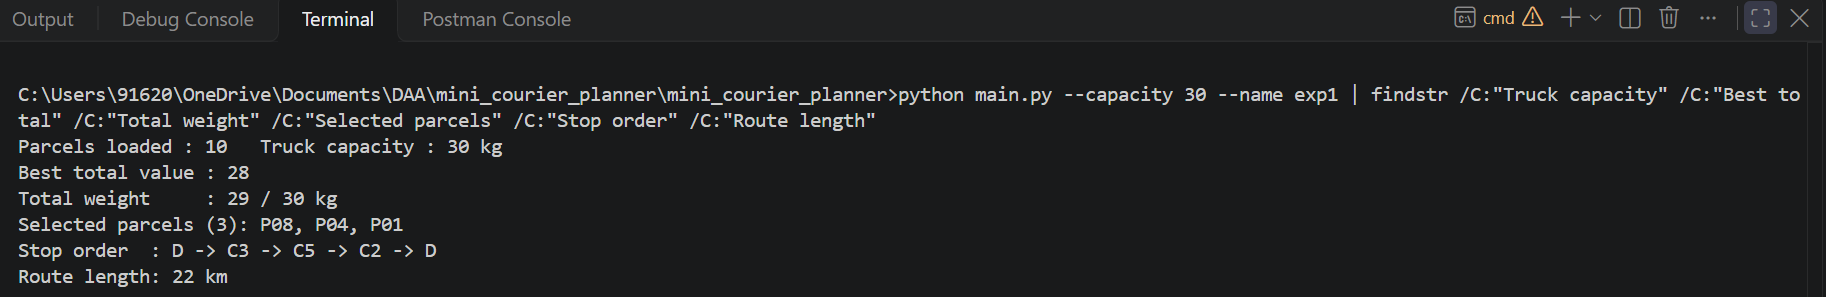 Output Debug Console Terminal Postman Console cmd
C:\Users\91620\OneDrive\Documents\DAA\mini_courier_planner\mini_courier_planner>python main.py --capacity 30 --name exp1 | findstr /C:"Truck capacity" /C:"Best to
tal" /C:"Total weight" /C:"Selected parcels" /C:"Stop order" /C:"Route length"
Parcels loaded : 10   Truck capacity : 30 kg
Best total value : 28
Total weight     : 29 / 30 kg
Selected parcels (3): P08, P04, P01
Stop order  : D -> C3 -> C5 -> C2 -> D
Route length: 22 km